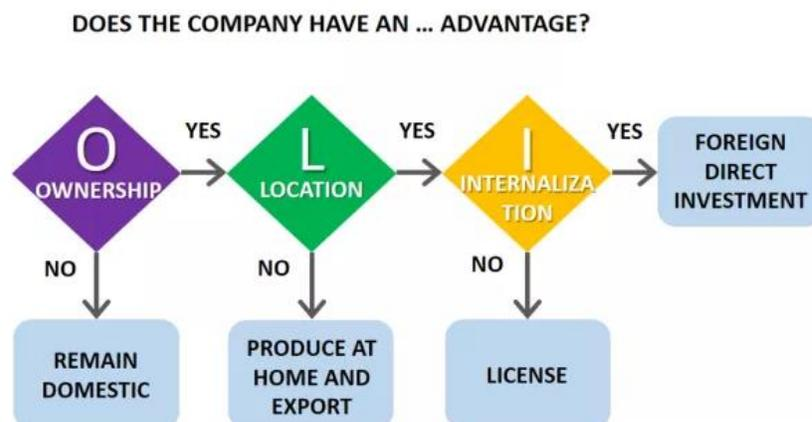 DOES THE COMPANY HAVE AN ... ADVANTAGE?
O
OWNERSHIP
YES
L
LOCATION
YES
I
INTERNALIZA
TION
YES
FOREIGN
DIRECT
INVESTMENT
NO
NO
NO
REMAIN
DOMESTIC
PRODUCE AT
HOME AND
EXPORT
LICENSE